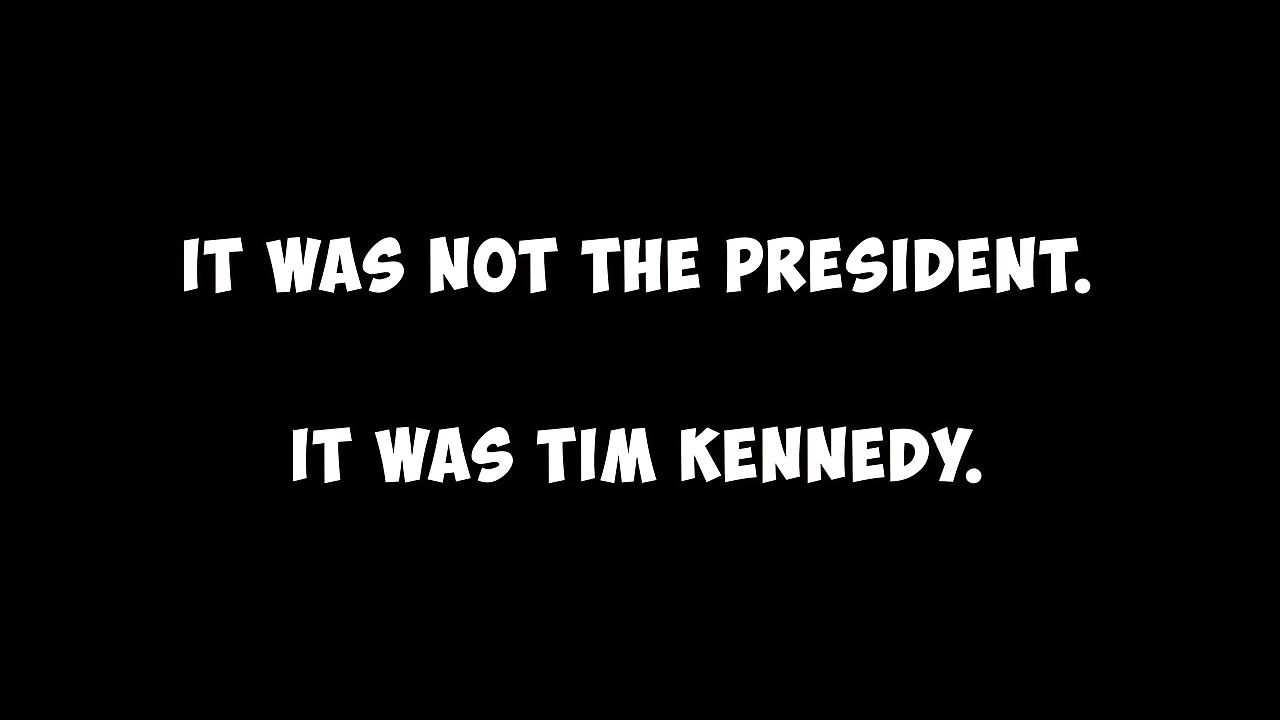 IT WAS NOT THE PRESIDENT.
IT WAS TIM KENNEDY.